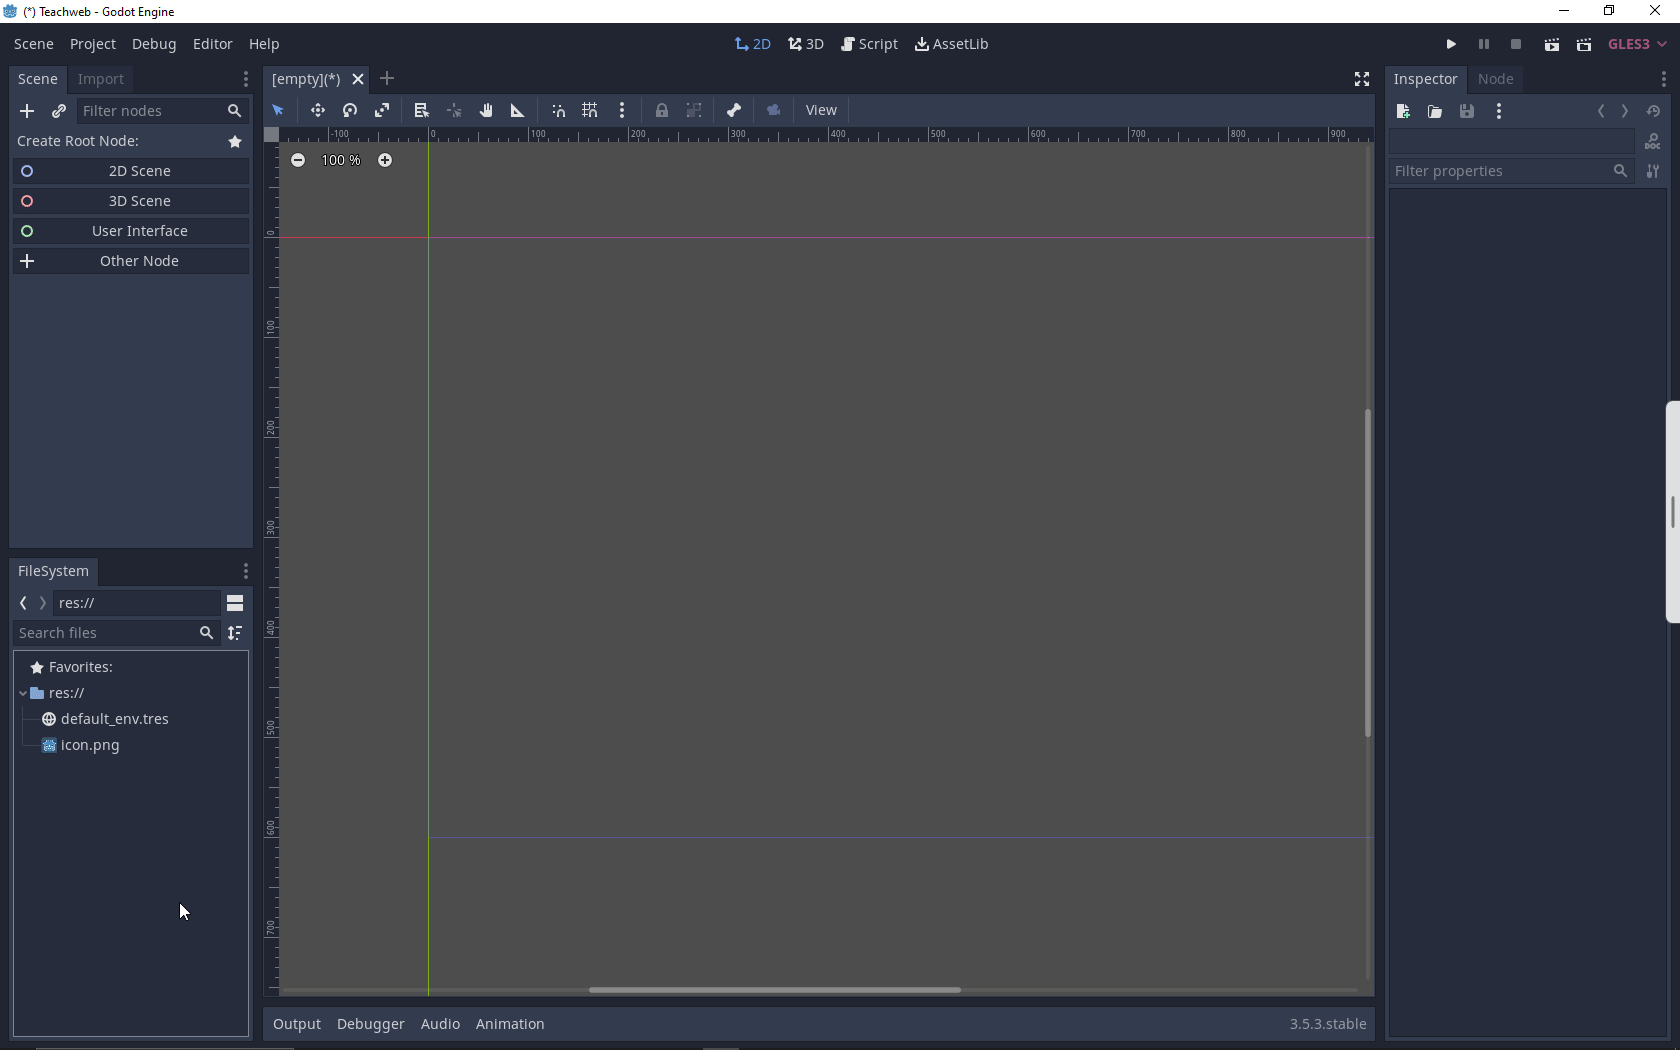 (*) Teachweb - Godot Engine
Scene Project Debug Editor Help
2D 3D Script AssetLib
GLES3
Scene Import
[empty](*)
Inspector Node
Filter nodes
View
Create Root Node:
2D Scene
3D Scene
User Interface
Other Node
-100 0 100 200 300 400 500 600 700 800 900
100 %
0
100
200
300
400
500
600
700
DOC
Filter properties
FileSystem
res://
Search files
Favorites:
res://
default_env.tres
icon.png
Output Debugger Audio Animation
3.5.3.stable